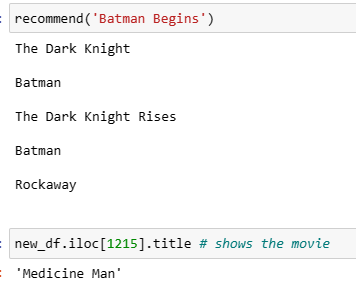 recommend('Batman Begins')
The Dark Knight
Batman
The Dark Knight Rises
Batman
Rockaway
new_df.iloc[1215].title # shows the movie
'Medicine Man'